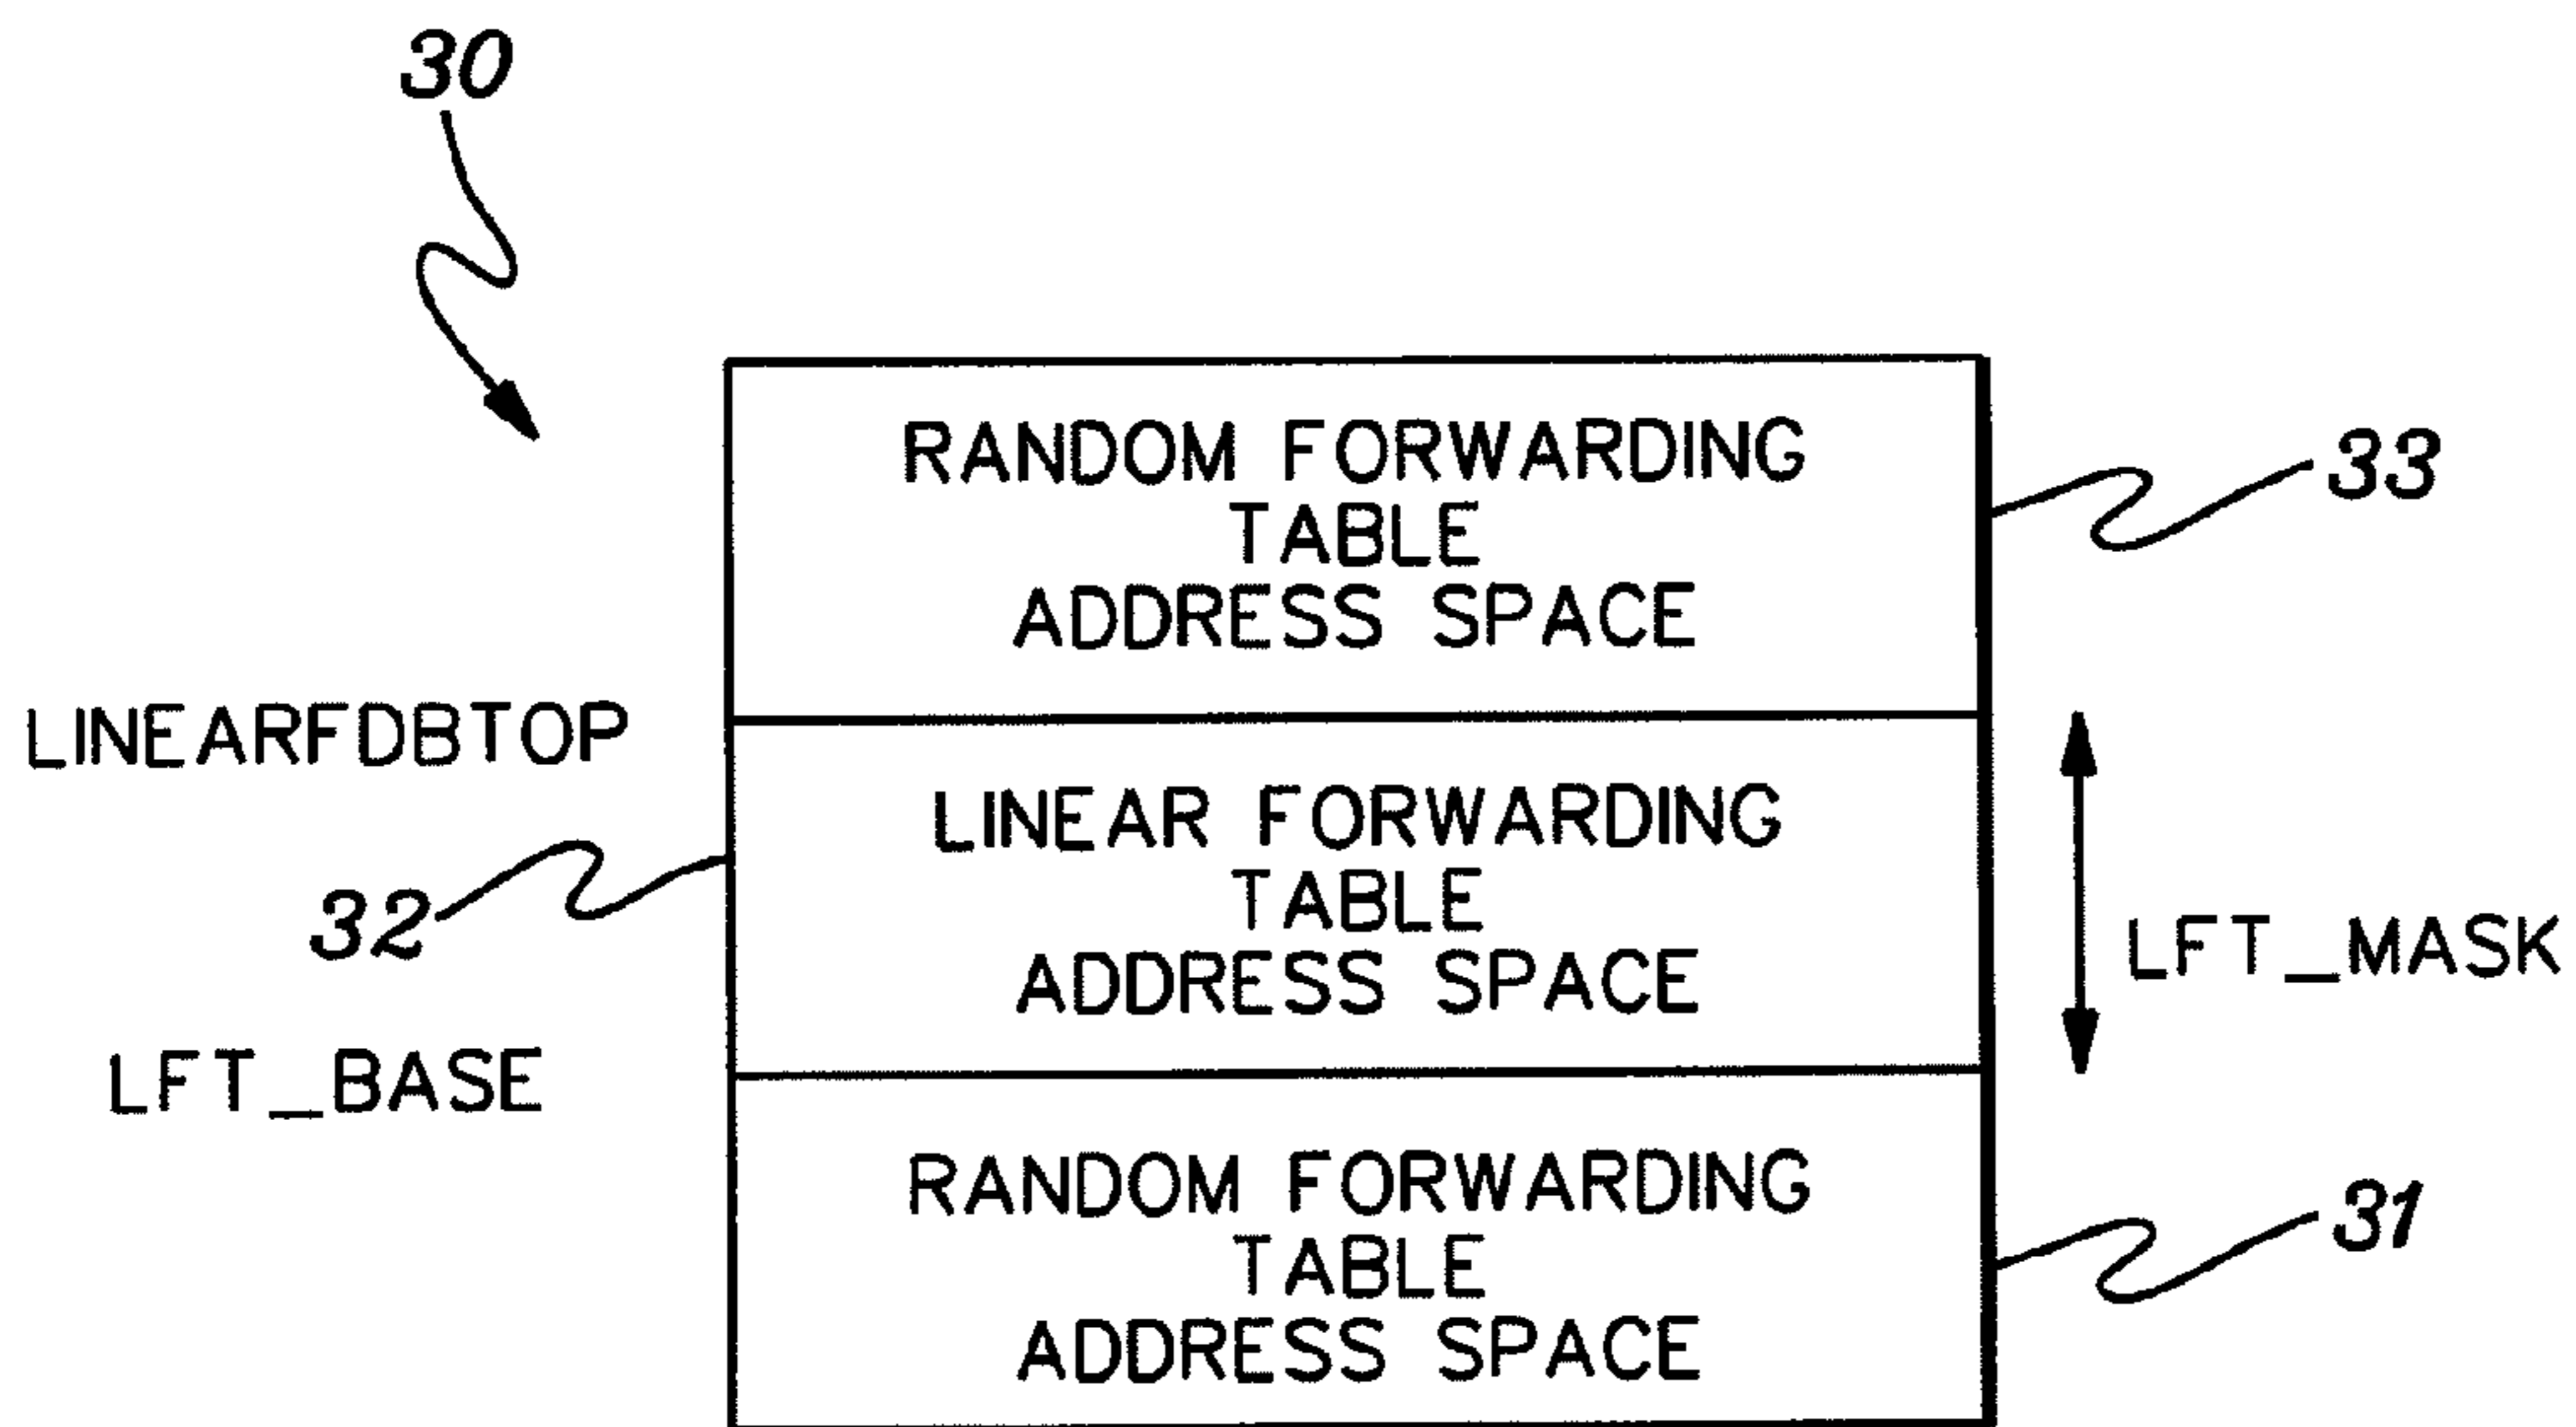 30
RANDOM FORWARDING
TABLE
ADDRESS SPACE
33
LINEARFDBTOP
LINEAR FORWARDING
TABLE
ADDRESS SPACE
32
LFT_MASK
LFT_BASE
RANDOM FORWARDING
TABLE
ADDRESS SPACE
31